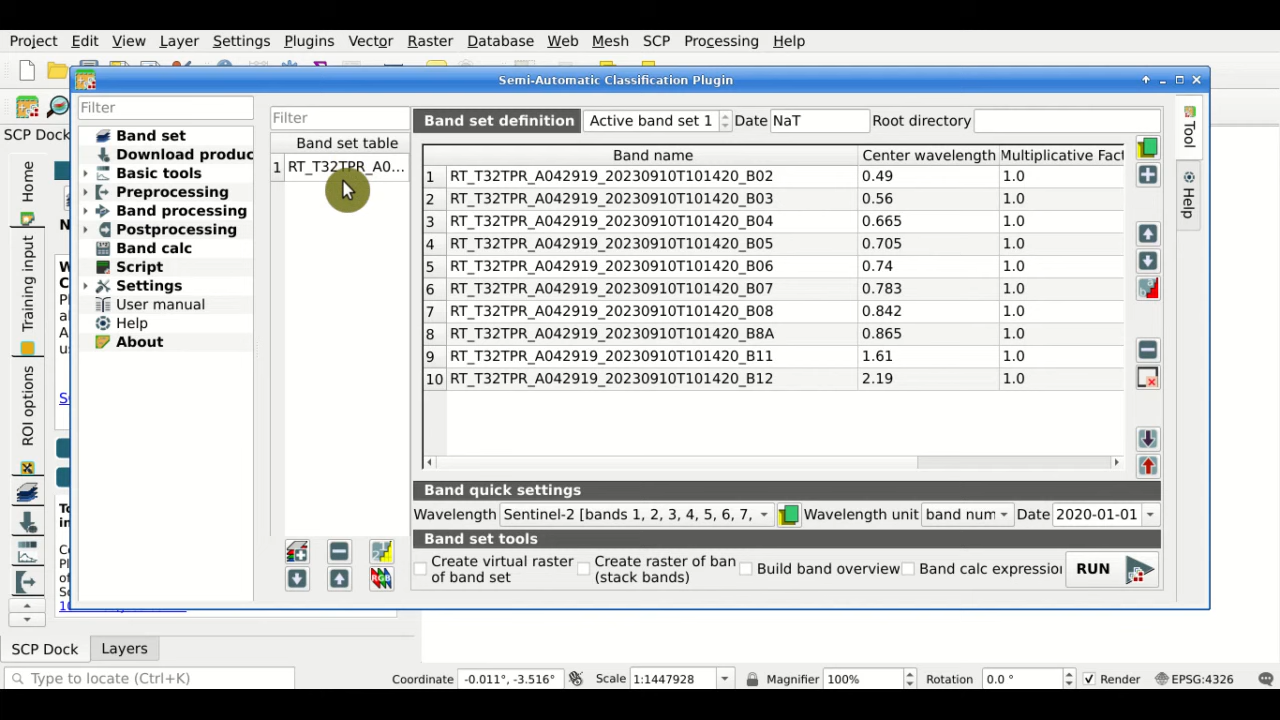 Project Edit View Layer Settings Plugins Vector Raster Database Web Mesh SCP Processing Help
Semi-Automatic Classification Plugin
SCP Dock
Home
Training input
ROI options
Filter
Band set
Download produc
Basic tools
Preprocessing
Band processing
Postprocessing
Band calc
Script
Settings
User manual
Help
About
Filter
Band set table
1 RT_T32TPR_A0...
Band set definition Active band set 1 Date NaT Root directory
Band name Center wavelength Multiplicative Fact
1 RT_T32TPR_A042919_20230910T101420_B02 0.49 1.0
2 RT_T32TPR_A042919_20230910T101420_B03 0.56 1.0
3 RT_T32TPR_A042919_20230910T101420_B04 0.665 1.0
4 RT_T32TPR_A042919_20230910T101420_B05 0.705 1.0
5 RT_T32TPR_A042919_20230910T101420_B06 0.74 1.0
6 RT_T32TPR_A042919_20230910T101420_B07 0.783 1.0
7 RT_T32TPR_A042919_20230910T101420_B08 0.842 1.0
8 RT_T32TPR_A042919_20230910T101420_B8A 0.865 1.0
9 RT_T32TPR_A042919_20230910T101420_B11 1.61 1.0
10 RT_T32TPR_A042919_20230910T101420_B12 2.19 1.0
Band quick settings
Wavelength Sentinel-2 [bands 1, 2, 3, 4, 5, 6, 7, Wavelength unit band num Date 2020-01-01
Band set tools
Create virtual raster of band set
Create raster of ban (stack bands)
Build band overview
Band calc expression
RUN
RGB
Tool
Help
SCP Dock Layers
Type to locate (Ctrl+K) Coordinate -0.011°, -3.516° Scale 1:1447928 Magnifier 100% Rotation 0.0 ° Render EPSG:4326